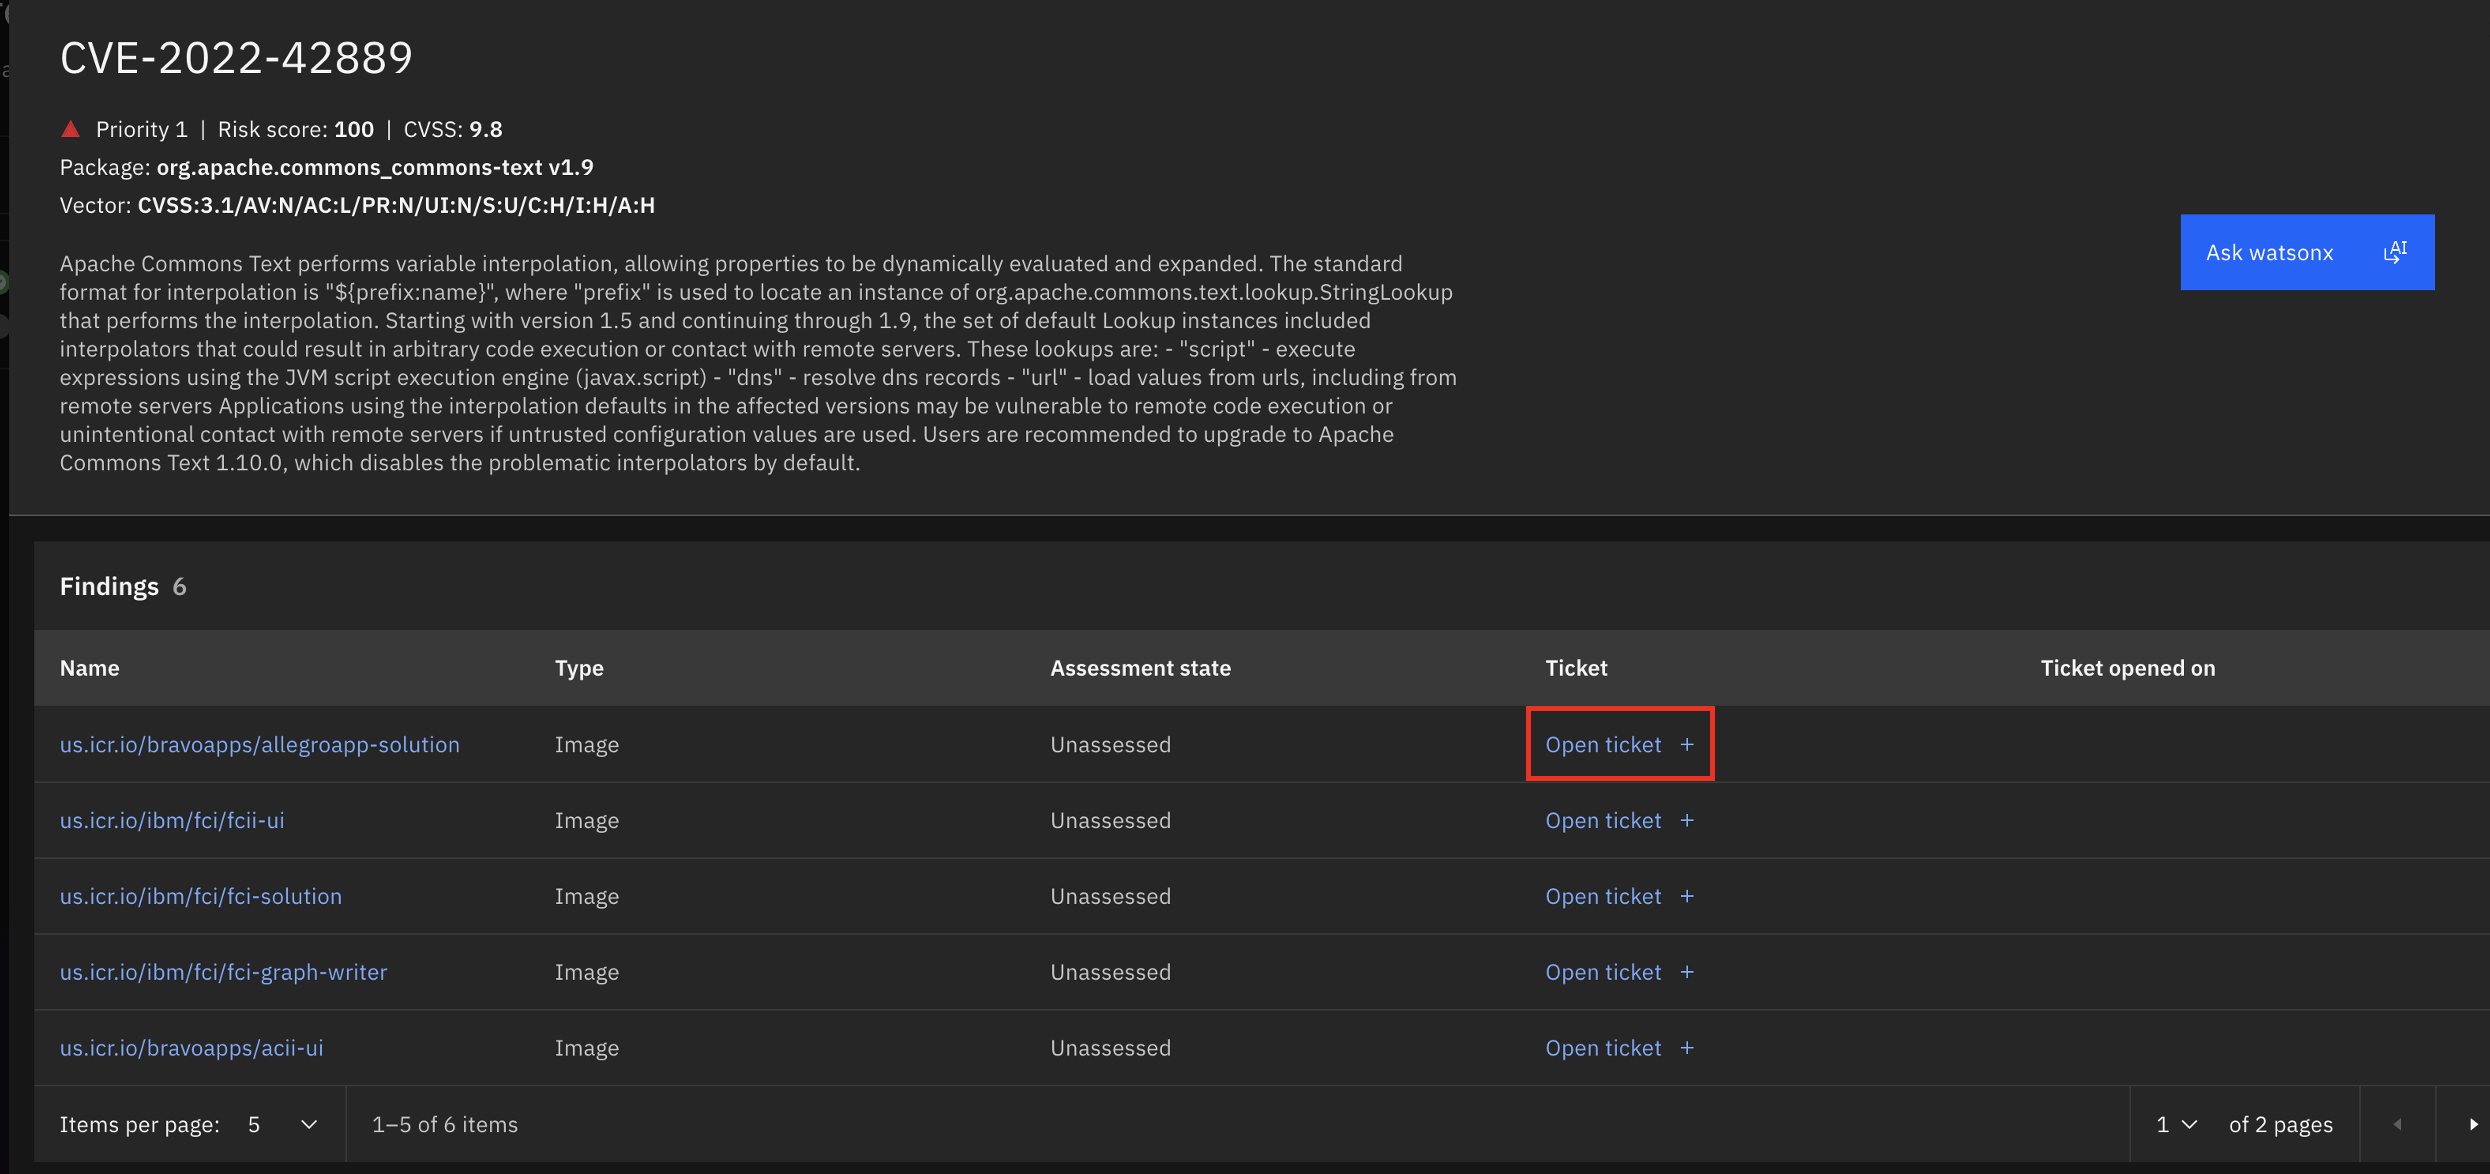 CVE-2022-42889
Priority 1 | Risk score: 100 | CVSS: 9.8
Package: org.apache.commons_commons-text v1.9
Vector: CVSS:3.1/AV:N/AC:L/PR:N/UI:N/S:U/C:H/I:H/A:H
Ask watsonx AI
Apache Commons Text performs variable interpolation, allowing properties to be dynamically evaluated and expanded. The standard
format for interpolation is "${prefix:name}", where "prefix" is used to locate an instance of org.apache.commons.text.lookup.StringLookup
that performs the interpolation. Starting with version 1.5 and continuing through 1.9, the set of default Lookup instances included
interpolators that could result in arbitrary code execution or contact with remote servers. These lookups are: - "script" - execute
expressions using the JVM script execution engine (javax.script) - "dns" - resolve dns records - "url" - load values from urls, including from
remote servers Applications using the interpolation defaults in the affected versions may be vulnerable to remote code execution or
unintentional contact with remote servers if untrusted configuration values are used. Users are recommended to upgrade to Apache
Commons Text 1.10.0, which disables the problematic interpolators by default.
Findings 6
Name Type Assessment state Ticket Ticket opened on
us.icr.io/bravoapps/allegroapp-solution Image Unassessed Open ticket +
us.icr.io/ibm/fci/fcii-ui Image Unassessed Open ticket +
us.icr.io/ibm/fci/fci-solution Image Unassessed Open ticket +
us.icr.io/ibm/fci/fci-graph-writer Image Unassessed Open ticket +
us.icr.io/bravoapps/acii-ui Image Unassessed Open ticket +
Items per page: 5 1–5 of 6 items 1 of 2 pages